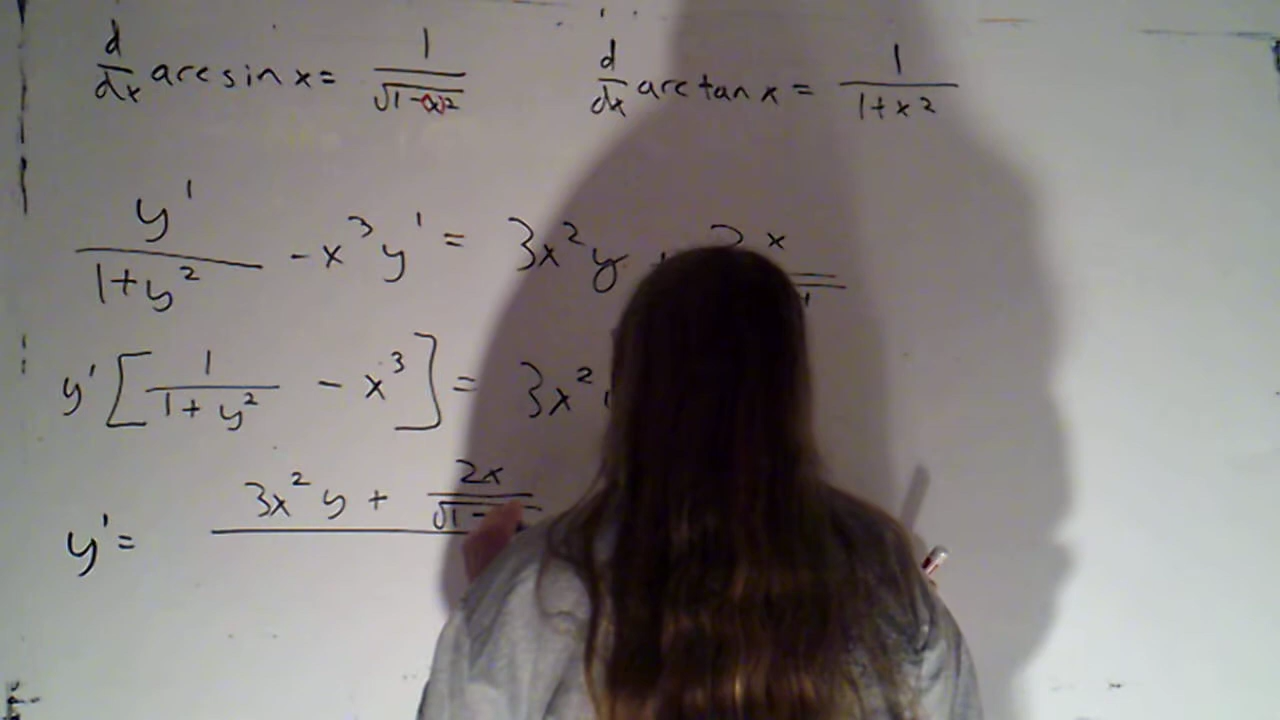 d/dx arcsin x = 1/√1-(x)² d/dx arctan x = 1/1+x²
y'/1+y² - x³y' = 3x²y x
y'[1/1+y² - x³] = 3x²
y' = 3x²y + 2x/√1-